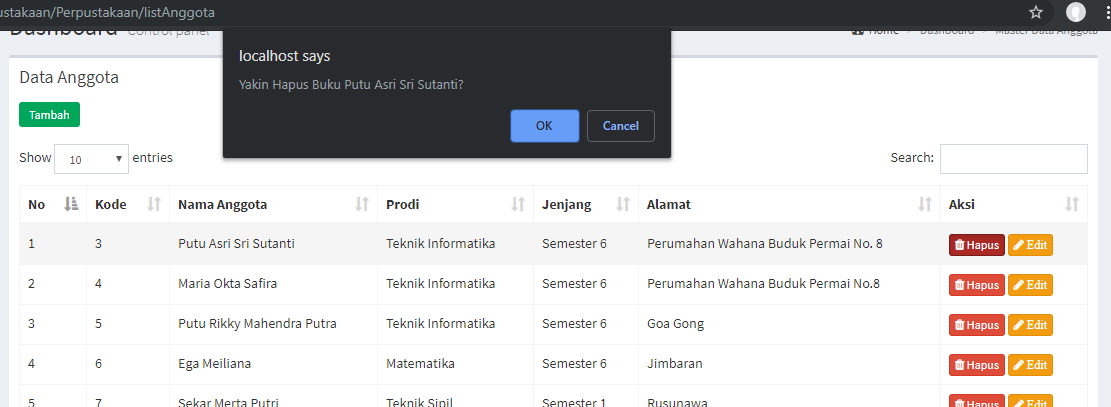 ustakaan/Perpustakaan/listAnggota
Dashboard Control panel
Home > Dashboard > Master Data Anggota
localhost says
Yakin Hapus Buku Putu Asri Sri Sutanti?
OK Cancel
Data Anggota
Tambah
Show 10 entries
Search:
No Kode Nama Anggota Prodi Jenjang Alamat Aksi
1 3 Putu Asri Sri Sutanti Teknik Informatika Semester 6 Perumahan Wahana Buduk Permai No. 8 Hapus Edit
2 4 Maria Okta Safira Teknik Informatika Semester 6 Perumahan Wahana Buduk Permai No.8 Hapus Edit
3 5 Putu Rikky Mahendra Putra Teknik Informatika Semester 6 Goa Gong Hapus Edit
4 6 Ega Meiliana Matematika Semester 6 Jimbaran Hapus Edit
5 7 Sekar Merta Putri Teknik Sipil Semester 1 Rusunawa Hapus Edit